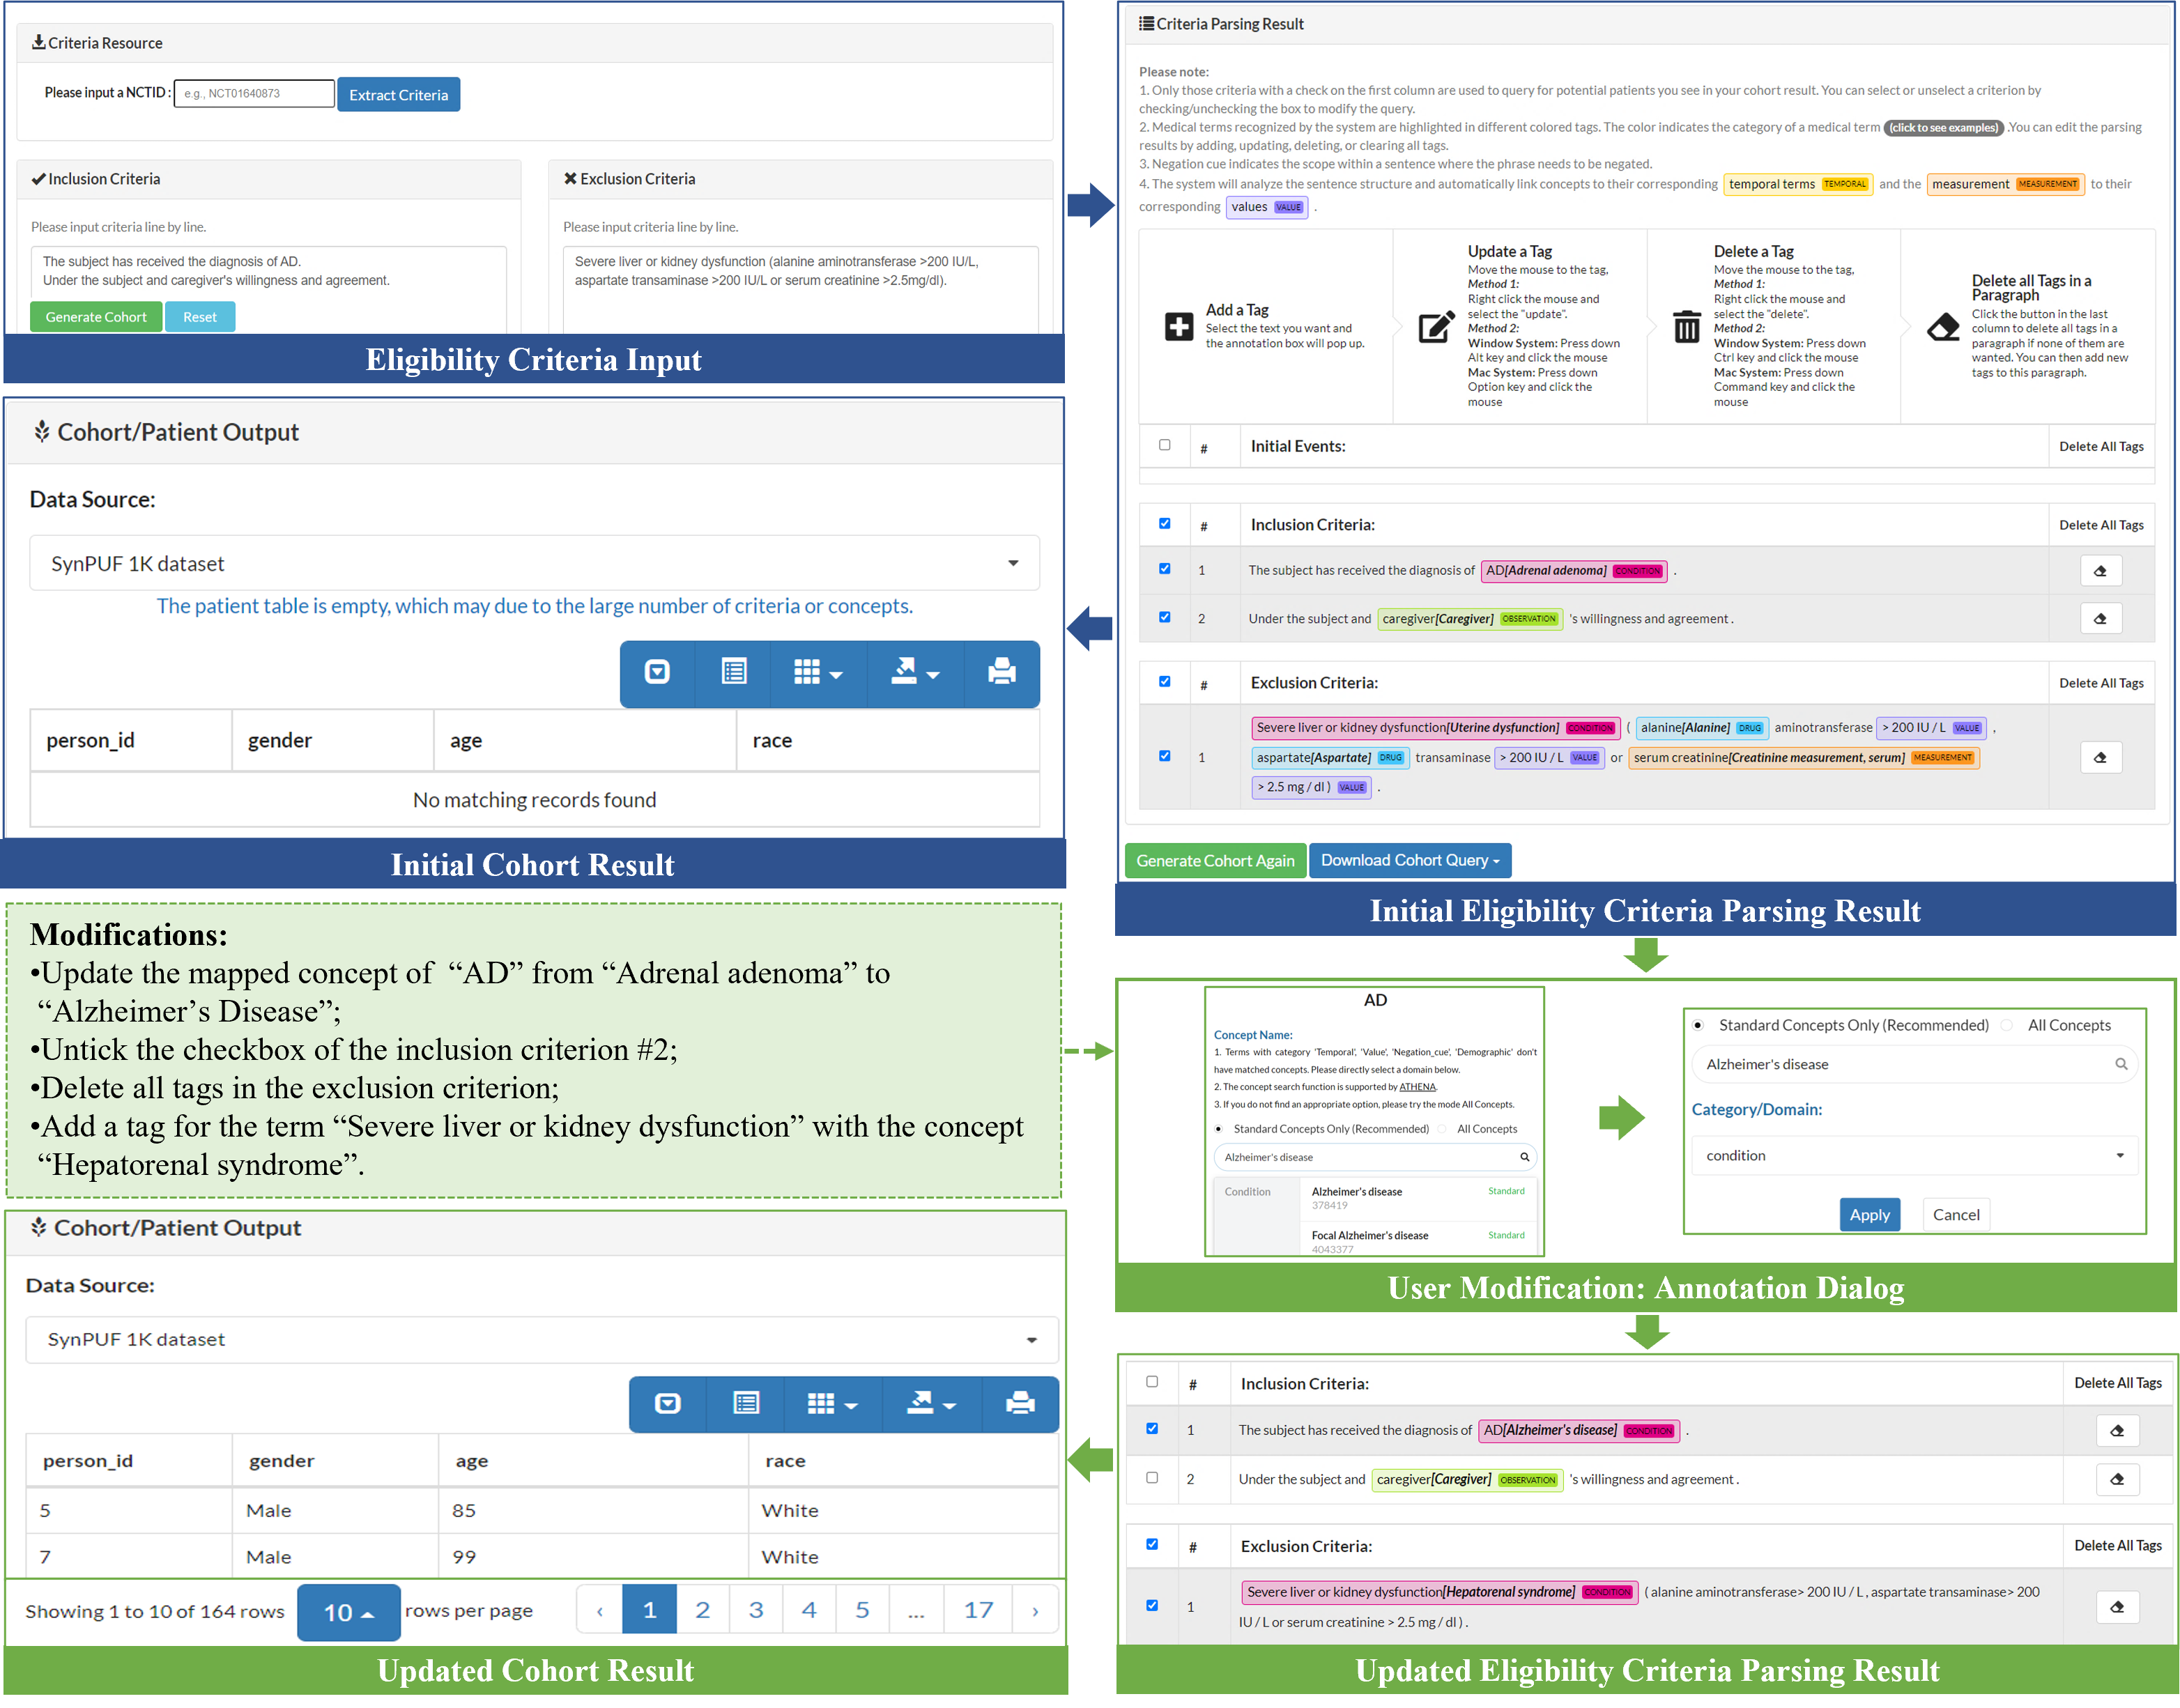 Criteria Resource
Please input a NCTID :
e.g., NCT01640873
Extract Criteria
Inclusion Criteria
Please input criteria line by line.
The subject has received the diagnosis of AD.
Under the subject and caregiver's willingness and agreement.
Generate Cohort
Reset
Exclusion Criteria
Please input criteria line by line.
Severe liver or kidney dysfunction (alanine aminotransferase >200 IU/L,
aspartate transaminase >200 IU/L or serum creatinine >2.5mg/dl).
Eligibility Criteria Input
Criteria Parsing Result
Please note:
1. Only those criteria with a check on the first column are used to query for potential patients you see in your cohort result. You can select or unselect a criterion by
checking/unchecking the box to modify the query.
2. Medical terms recognized by the system are highlighted in different colored tags. The color indicates the category of a medical term (click to see examples) .You can edit the parsing
results by adding, updating, deleting, or clearing all tags.
3. Negation cue indicates the scope within a sentence where the phrase needs to be negated.
4. The system will analyze the sentence structure and automatically link concepts to their corresponding temporal terms TEMPORAL and the measurement MEASUREMENT to their
corresponding values VALUE .
Add a Tag
Select the text you want and
the annotation box will pop up.
Update a Tag
Move the mouse to the tag,
Method 1:
Right click the mouse and
select the "update".
Method 2:
Window System: Press down
Alt key and click the mouse
Mac System: Press down
Option key and click the
mouse
Delete a Tag
Move the mouse to the tag,
Method 1:
Right click the mouse and
select the "delete".
Method 2:
Window System: Press down
Ctrl key and click the mouse
Mac System: Press down
Command key and click the
mouse
Delete all Tags in a
Paragraph
Click the button in the last
column to delete all tags in a
paragraph if none of them are
wanted. You can then add new
tags to this paragraph.
# Initial Events: Delete All Tags
# Inclusion Criteria: Delete All Tags
1 The subject has received the diagnosis of AD[Adrenal adenoma] CONDITION .
2 Under the subject and caregiver[Caregiver] OBSERVATION 's willingness and agreement .
# Exclusion Criteria: Delete All Tags
Severe liver or kidney dysfunction[Uterine dysfunction] CONDITION ( alanine[Alanine] DRUG aminotransferase > 200 IU / L VALUE ,
1 aspartate[Aspartate] DRUG transaminase > 200 IU / L VALUE or serum creatinine[Creatinine measurement, serum] MEASUREMENT
> 2.5 mg / dl ) VALUE .
Generate Cohort Again
Download Cohort Query
Initial Eligibility Criteria Parsing Result
Cohort/Patient Output
Data Source:
SynPUF 1K dataset
The patient table is empty, which may due to the large number of criteria or concepts.
person_id gender age race
No matching records found
Initial Cohort Result
Modifications:
•Update the mapped concept of “AD” from “Adrenal adenoma” to
“Alzheimer’s Disease”;
•Untick the checkbox of the inclusion criterion #2;
•Delete all tags in the exclusion criterion;
•Add a tag for the term “Severe liver or kidney dysfunction” with the concept
“Hepatorenal syndrome”.
AD
Concept Name:
1. Terms with category 'Temporal', 'Value', 'Negation_cue', 'Demographic' don't
have matched concepts. Please directly select a domain below.
2. The concept search function is supported by ATHENA.
3. If you do not find an appropriate option, please try the mode All Concepts.
Standard Concepts Only (Recommended) All Concepts
Alzheimer's disease
Condition
Alzheimer's disease Standard
378419
Focal Alzheimer's disease Standard
4043377
Standard Concepts Only (Recommended) All Concepts
Alzheimer's disease
Category/Domain:
condition
Apply
Cancel
User Modification: Annotation Dialog
# Inclusion Criteria: Delete All Tags
1 The subject has received the diagnosis of AD[Alzheimer's disease] CONDITION .
2 Under the subject and caregiver[Caregiver] OBSERVATION 's willingness and agreement .
# Exclusion Criteria: Delete All Tags
1 Severe liver or kidney dysfunction[Hepatorenal syndrome] CONDITION ( alanine aminotransferase> 200 IU / L , aspartate transaminase> 200
IU / L or serum creatinine > 2.5 mg / dl ) .
Updated Eligibility Criteria Parsing Result
Cohort/Patient Output
Data Source:
SynPUF 1K dataset
person_id gender age race
5 Male 85 White
7 Male 99 White
Showing 1 to 10 of 164 rows 10 rows per page ‹ 1 2 3 4 5 ... 17 ›
Updated Cohort Result